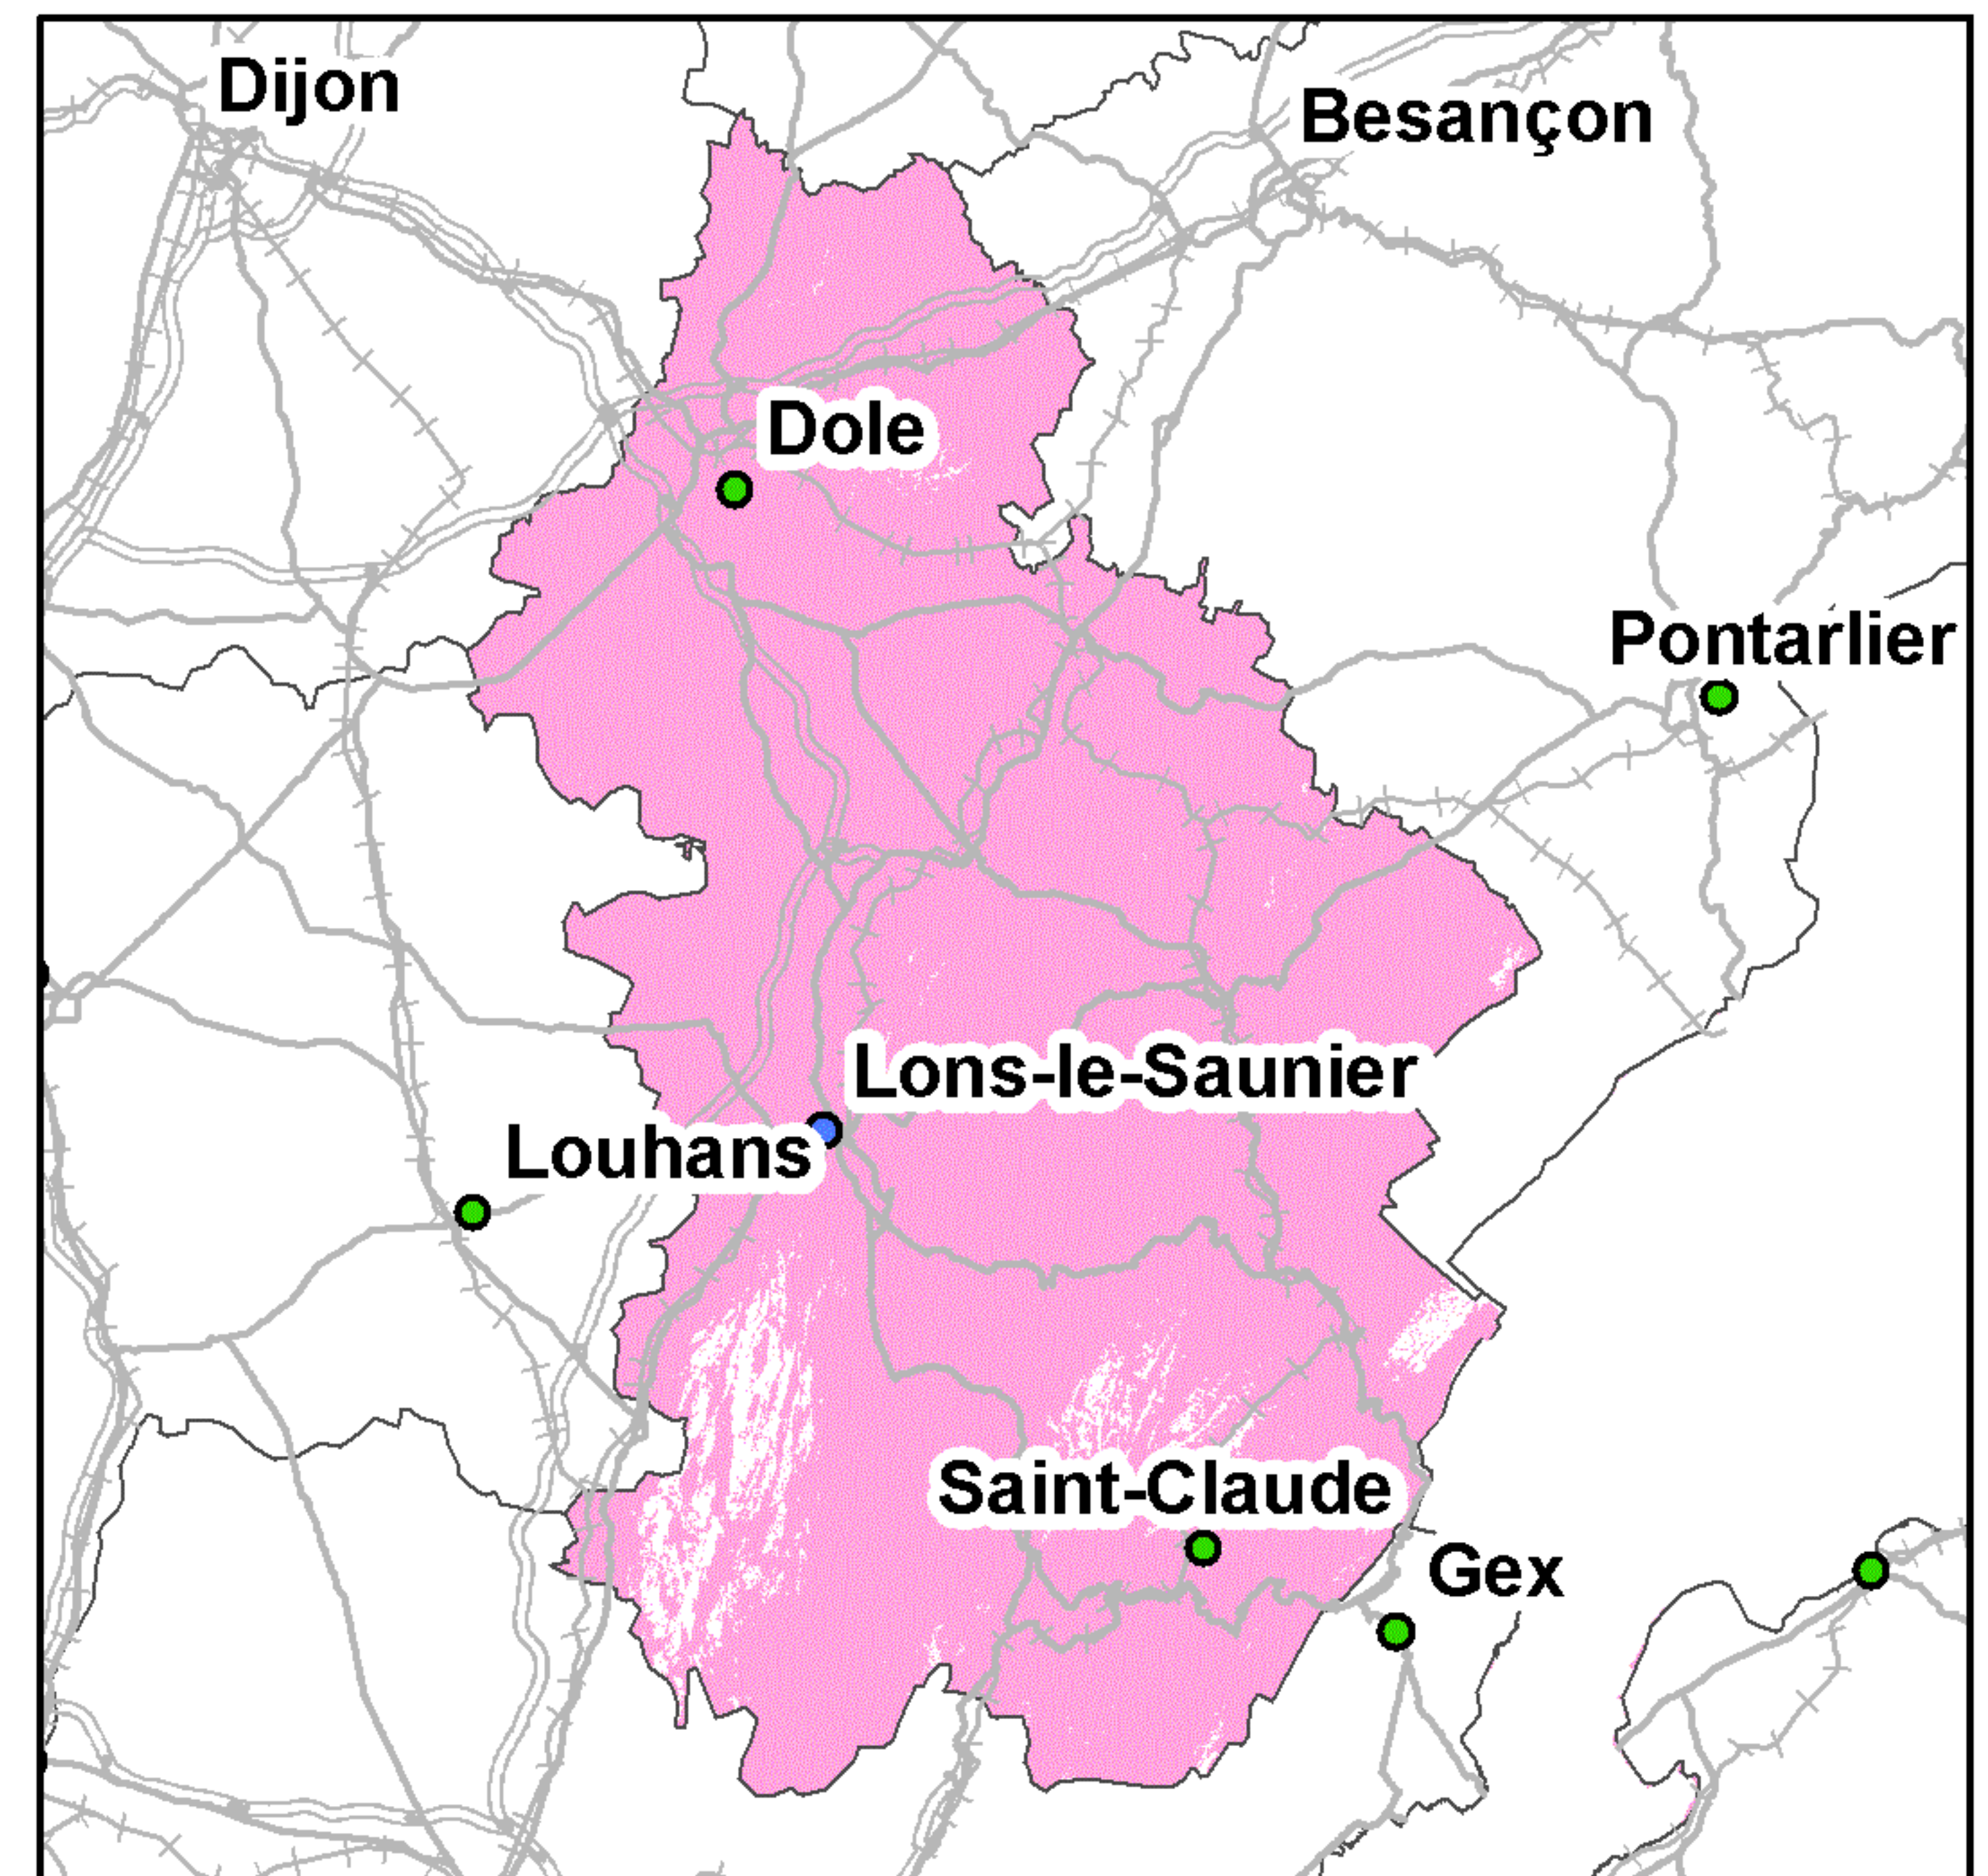 Dijon
Besançon
Dole
Pontarlier
Lons-le-Saunier
Louhans
Saint-Claude
Gex